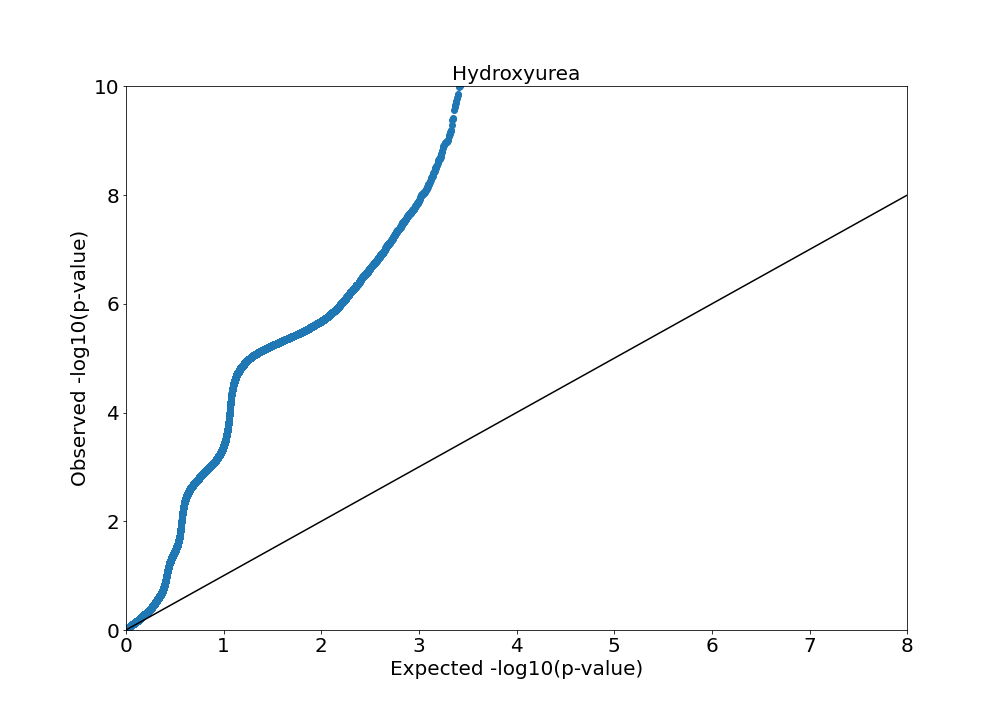 Hydroxyurea
Observed -log10(p-value)
10
8
6
4
2
0
0 1 2 3 4 5 6 7 8
Expected -log10(p-value)